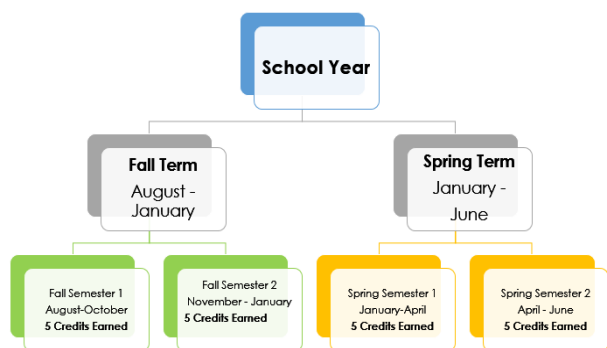 School Year
Fall Term
August -
January
Spring Term
January -
June
Fall Semester 1
August-October
5 Credits Earned
Fall Semester 2
November - January
5 Credits Earned
Spring Semester 1
January-April
5 Credits Earned
Spring Semester 2
April - June
5 Credits Earned